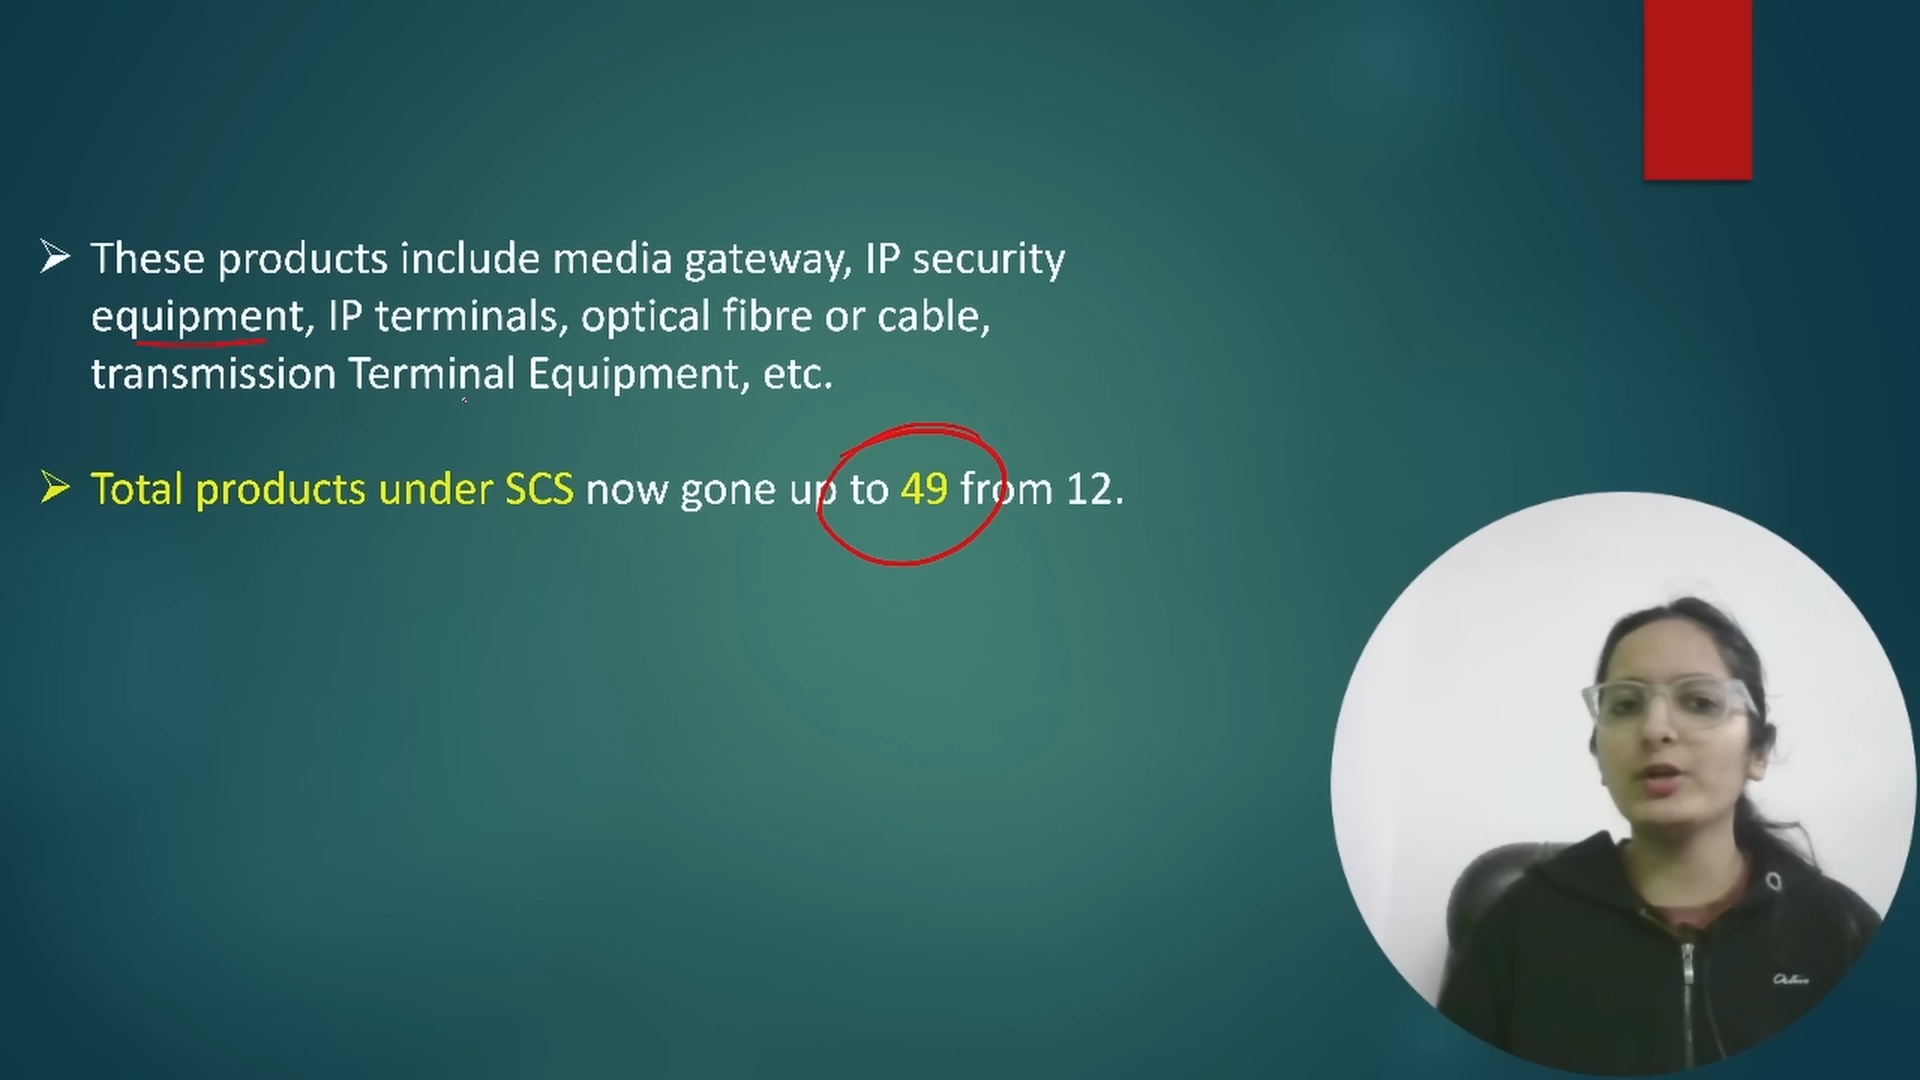 These products include media gateway, IP security
equipment, IP terminals, optical fibre or cable,
transmission Terminal Equipment, etc.
Total products under SCS now gone up to 49 from 12.